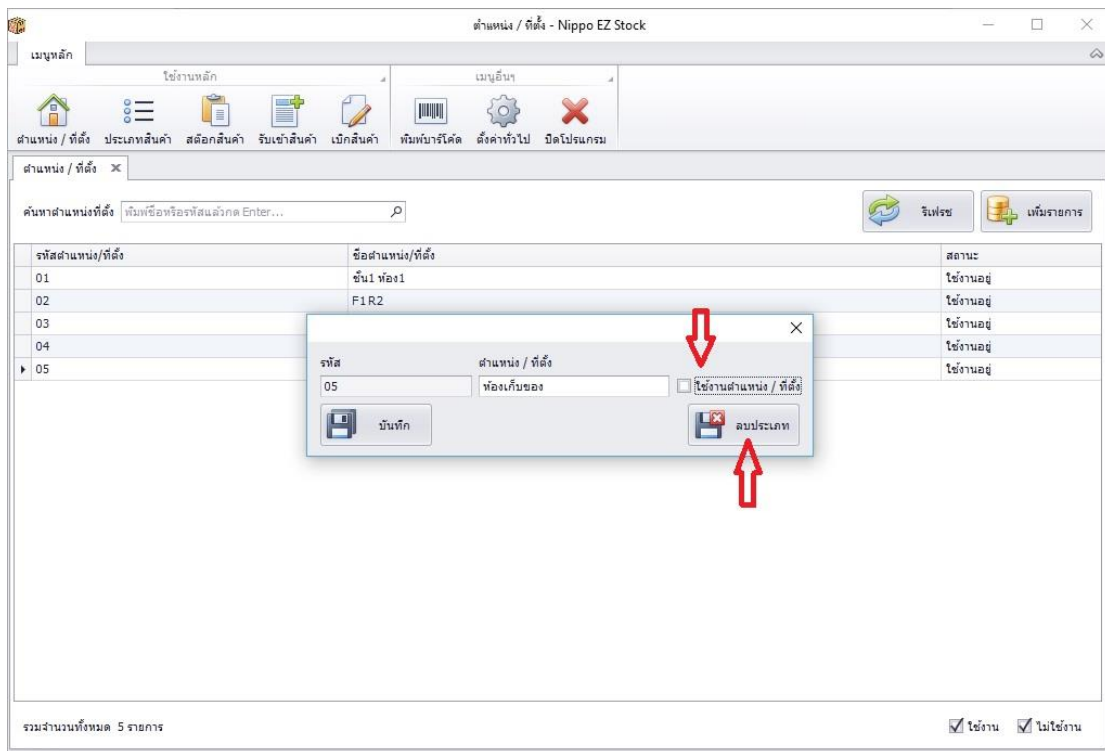 ตำแหน่ง / ที่ตั้ง - Nippo EZ Stock
เมนูหลัก
ใช้งานหลัก เมนูอื่นๆ
ตำแหน่ง / ที่ตั้ง ประเภทสินค้า สต๊อกสินค้า รับเข้าสินค้า เบิกสินค้า พิมพ์บาร์โค้ด ตั้งค่าทั่วไป ปิดโปรแกรม
ตำแหน่ง / ที่ตั้ง
ค้นหาตำแหน่งที่ตั้ง พิมพ์ชื่อหรือรหัสแล้วกด Enter... รีเฟรช เพิ่มรายการ
รหัสตำแหน่ง/ที่ตั้ง ชื่อตำแหน่ง/ที่ตั้ง สถานะ
01 ชั้น1 ห้อง1 ใช้งานอยู่
02 F1R2 ใช้งานอยู่
03 ใช้งานอยู่
04 ใช้งานอยู่
05 ใช้งานอยู่
รหัส ตำแหน่ง / ที่ตั้ง
05 ห้องเก็บของ ใช้งานตำแหน่ง / ที่ตั้ง
บันทึก ลบประเภท
รวมจำนวนทั้งหมด 5 รายการ ใช้งาน ไม่ใช้งาน